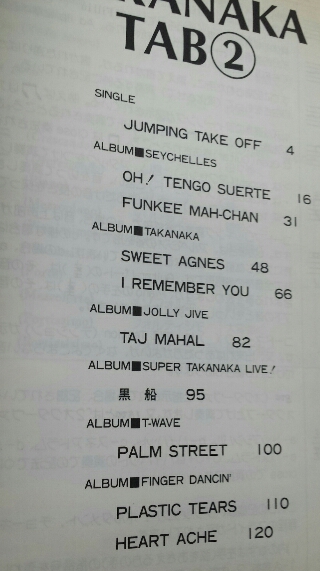 KANAKA
TAB②
SINGLE
JUMPING TAKE OFF 4
ALBUM■SEYCHELLES
OH! TENGO SUERTE 16
FUNKEE MAH-CHAN 31
ALBUM■TAKANAKA
SWEET AGNES 48
I REMEMBER YOU 66
ALBUM■JOLLY JIVE
TAJ MAHAL 82
ALBUM■SUPER TAKANAKA LIVE!
黒船 95
ALBUM■T-WAVE
PALM STREET 100
ALBUM■FINGER DANCIN'
PLASTIC TEARS 110
HEART ACHE 120